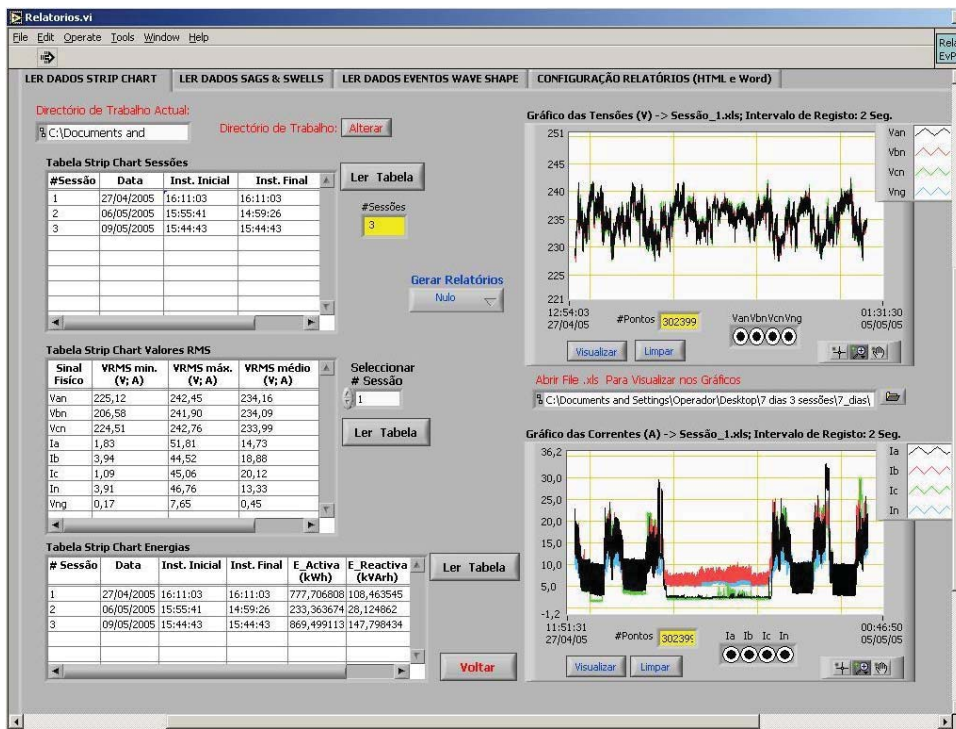 Relatorios.vi
File Edit Operate Tools Window Help
Rela
EvP
LER DADOS STRIP CHART
LER DADOS SAGS & SWELLS
LER DADOS EVENTOS WAVE SHAPE
CONFIGURAÇÃO RELATÓRIOS (HTML e Word)
Directório de Trabalho Actual:
C:\Documents and
Directório de Trabalho: Alterar
Tabela Strip Chart Sessões
#Sessão Data Inst. Inicial Inst. Final
1 27/04/2005 16:11:03 16:11:03
2 06/05/2005 15:55:41 14:59:26
3 09/05/2005 15:44:43 15:44:43
Ler Tabela
#Sessões
3
Gerar Relatórios
Nulo
Tabela Strip Chart Valores RMS
Sinal Fisíco VRMS min. (V; A) VRMS máx. (V; A) VRMS médio (V; A)
Van 225,12 242,45 234,16
Vbn 206,58 241,90 234,09
Vcn 224,51 242,76 233,99
Ia 1,83 51,81 14,73
Ib 3,94 44,52 18,88
Ic 1,09 45,06 20,12
In 3,91 46,76 13,33
Vng 0,17 7,65 0,45
Seleccionar
# Sessão
1
Ler Tabela
Tabela Strip Chart Energias
# Sessão Data Inst. Inicial Inst. Final E_Activa (kWh) E_Reactiva (kVArh)
1 27/04/2005 16:11:03 16:11:03 777,706808 108,463545
2 06/05/2005 15:55:41 14:59:26 233,363674 28,124862
3 09/05/2005 15:44:43 15:44:43 869,499113 147,798434
Ler Tabela
Voltar
Gráfico das Tensões (V) -> Sessão_1.xls; Intervalo de Registo: 2 Seg.
251
245
240
235
230
225
221
Van
Vbn
Vcn
Vng
12:54:03
27/04/05
#Pontos 302399
Van Vbn Vcn Vng
01:31:30
05/05/05
Visualizar Limpar
Abrir File .xls Para Visualizar nos Gráficos
C:\Documents and Settings\Operador\Desktop\7 dias 3 sessões\7_dias\
Gráfico das Correntes (A) -> Sessão_1.xls; Intervalo de Registo: 2 Seg.
36,2
30,0
25,0
20,0
15,0
10,0
5,0
-1,2
Ia
Ib
Ic
In
11:51:31
27/04/05
#Pontos 302399
Ia Ib Ic In
00:46:50
05/05/05
Visualizar Limpar